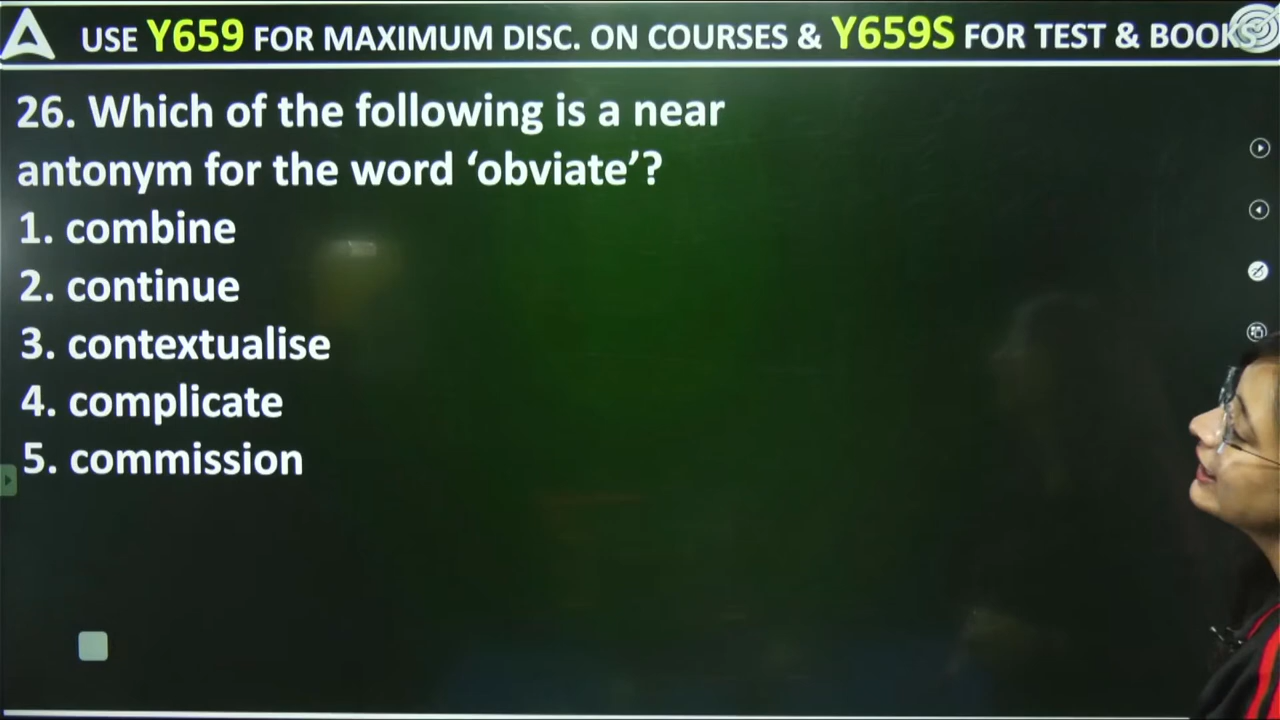 USE Y659 FOR MAXIMUM DISC. ON COURSES & Y659S FOR TEST & BOOKS
26. Which of the following is a near
antonym for the word ‘obviate’?
1. combine
2. continue
3. contextualise
4. complicate
5. commission